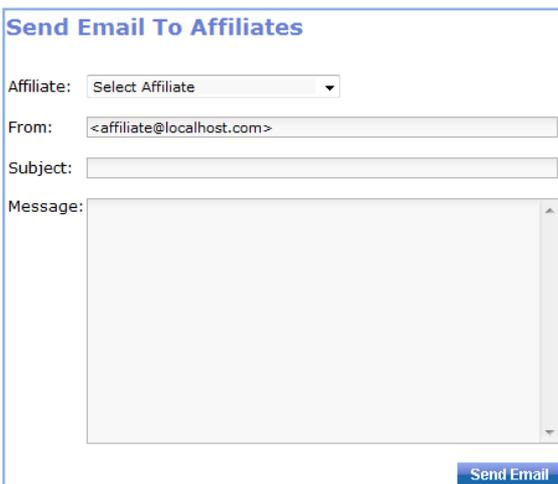 Send Email To Affiliates
Affiliate: Select Affiliate
From: <affiliate@localhost.com>
Subject:
Message:
Send Email